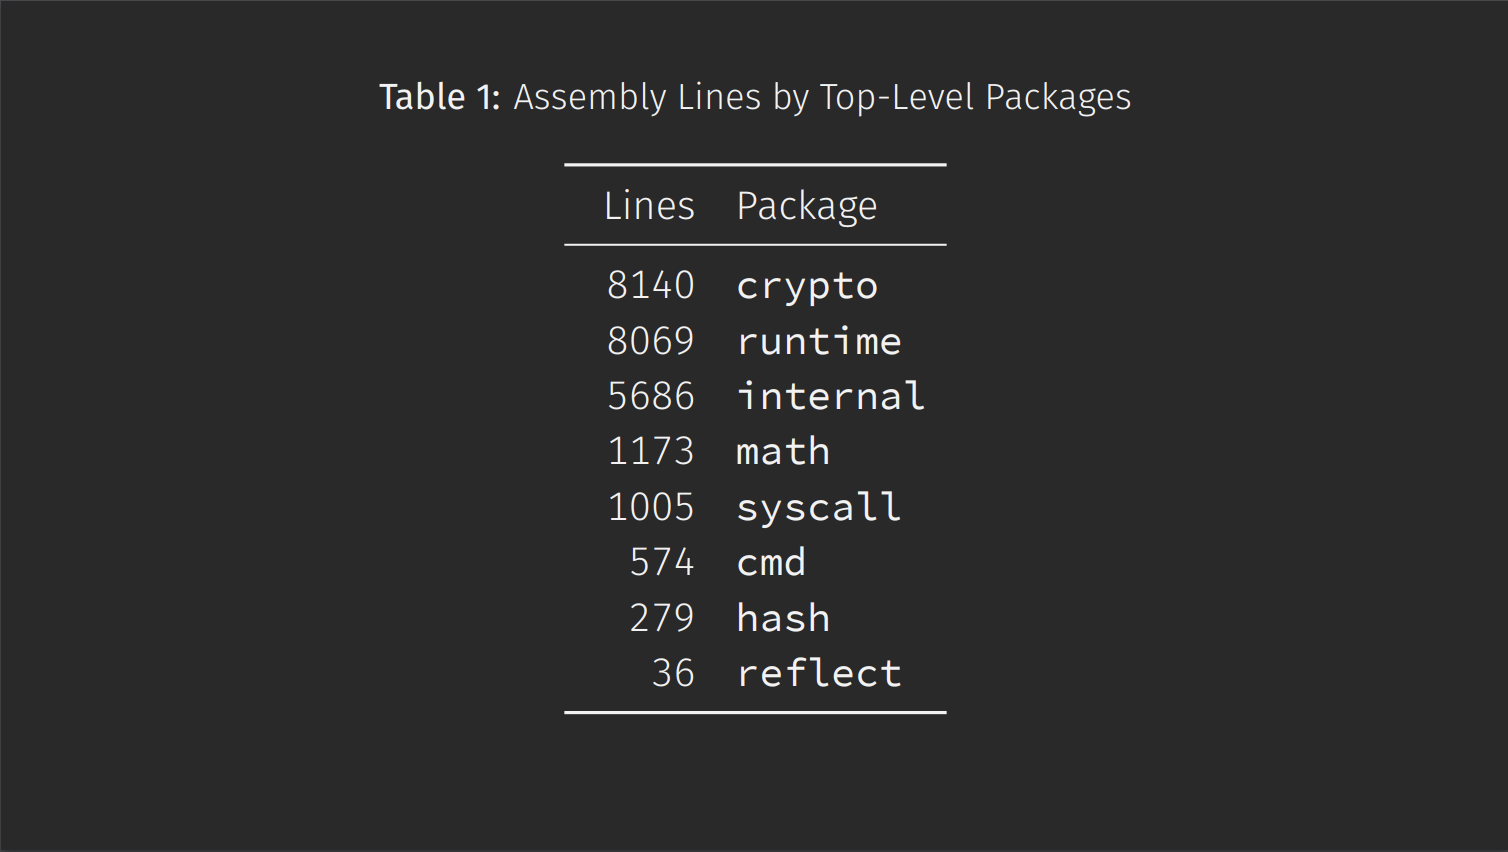 Table 1: Assembly Lines by Top-Level Packages
Lines Package
8140 crypto
8069 runtime
5686 internal
1173 math
1005 syscall
574 cmd
279 hash
36 reflect